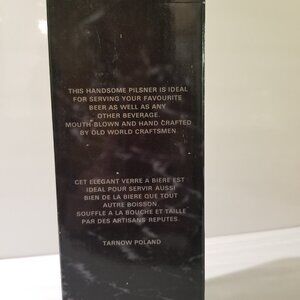 THIS HANDSOME PILSNER IS IDEAL
FOR SERVING YOUR FAVOURITE
BEER AS WELL AS ANY
OTHER BEVERAGE.
MOUTH-BLOWN AND HAND CRAFTED
BY OLD WORLD CRAFTSMEN.
CET ELEGANT VERRE A BIERE EST
IDEAL POUR SERVIR AUSSI
BIEN DE LA BIERE QUE TOUT
AUTRE BOISSON.
SOUFFLE A LA BOUCHE ET TAILLE
PAR DES ARTISANS REPUTES.
TARNOW POLAND